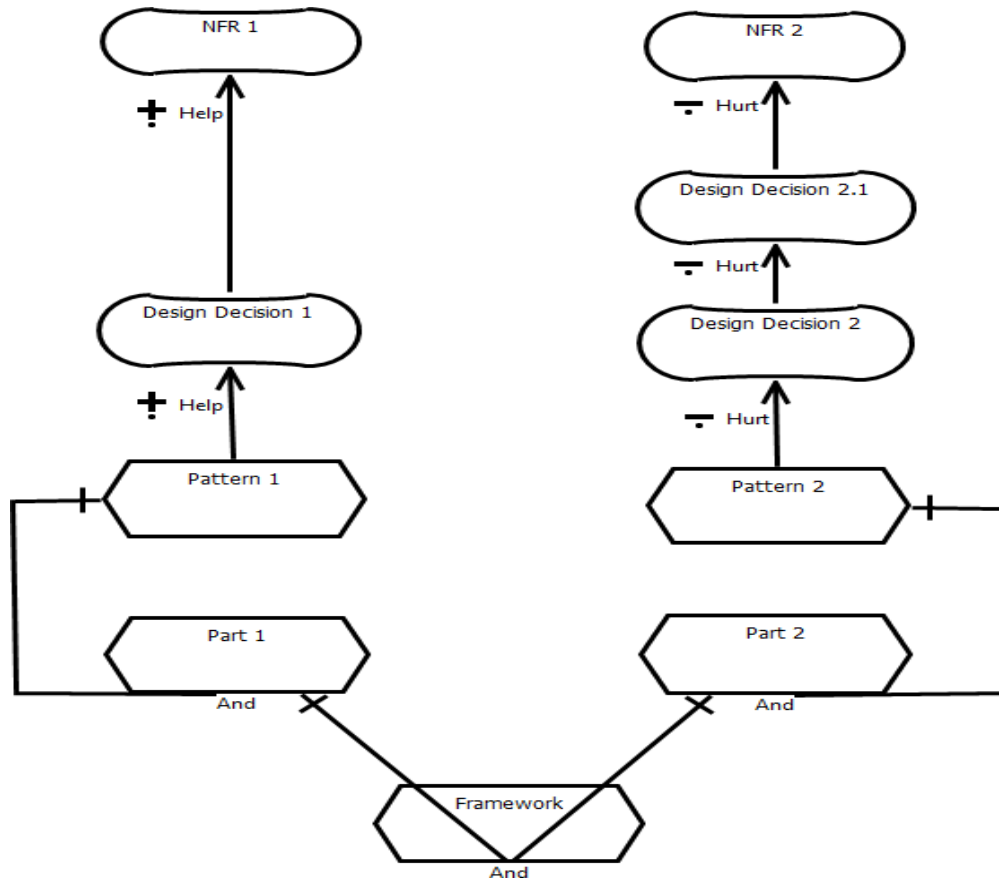 NFR 1
NFR 2
Help
Hurt
Design Decision 2.1
Hurt
Design Decision 1
Design Decision 2
Help
Hurt
Pattern 1
Pattern 2
Part 1
Part 2
And
And
Framework
And